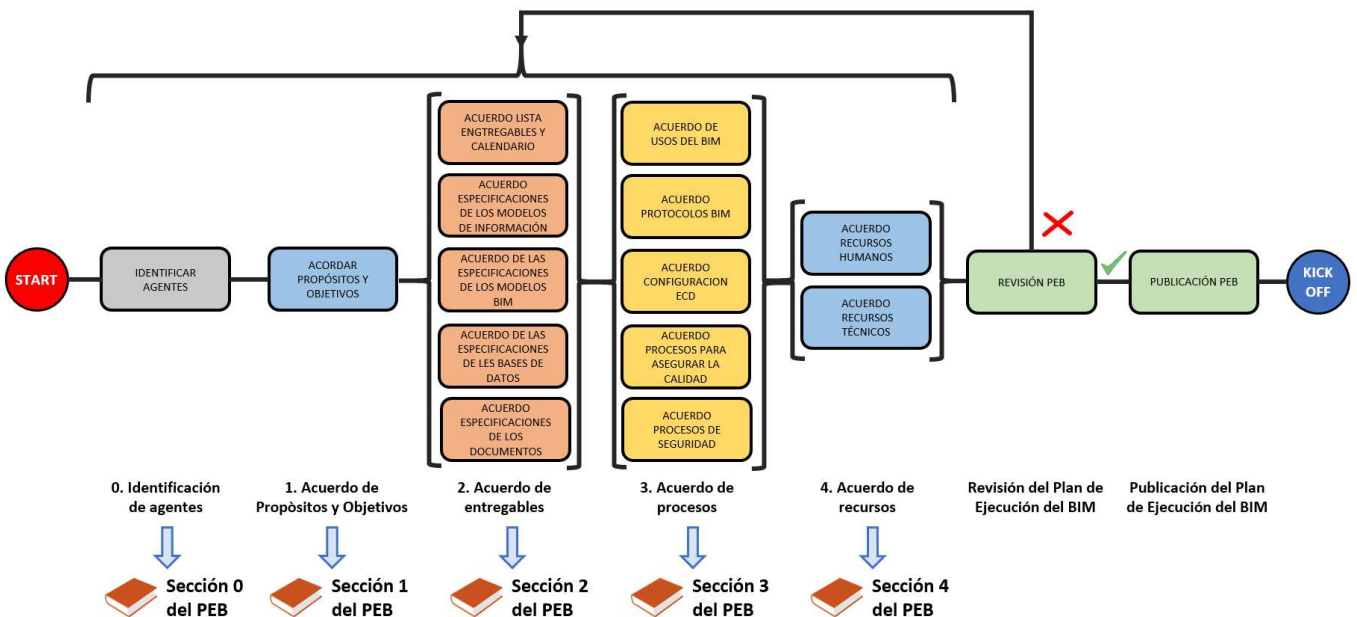 START
IDENTIFICAR
AGENTES
ACORDAR
PROPÓSITOS Y
OBJETIVOS
ACUERDO LISTA
ENGTREGABLES Y
CALENDARIO
ACUERDO
ESPECIFICACIONES
DE LOS MODELOS
DE INFORMACIÓN
ACUERDO DE LAS
ESPECIFICACIONES
DE LOS MODELOS
BIM
ACUERDO DE LAS
ESPECIFICACIONES
DE LES BASES DE
DATOS
ACUERDO
ESPECIFICACIONES
DE LOS
DOCUMENTOS
ACUERDO DE
USOS DEL BIM
ACUERDO
PROTOCOLOS BIM
ACUERDO
CONFIGURACION
ECD
ACUERDO
PROCESOS PARA
ASEGURAR LA
CALIDAD
ACUERDO
PROCESOS DE
SEGURIDAD
ACUERDO
RECURSOS
HUMANOS
ACUERDO
RECURSOS
TÉCNICOS
REVISIÓN PEB
PUBLICACIÓN PEB
KICK
OFF
0. Identificación
de agentes
1. Acuerdo de
Propòsitos y Objetivos
2. Acuerdo de
entregables
3. Acuerdo de
procesos
4. Acuerdo de
recursos
Revisión del Plan de
Ejecución del BIM
Publicación del Plan
de Ejecución del BIM
Sección 0
del PEB
Sección 1
del PEB
Sección 2
del PEB
Sección 3
del PEB
Sección 4
del PEB